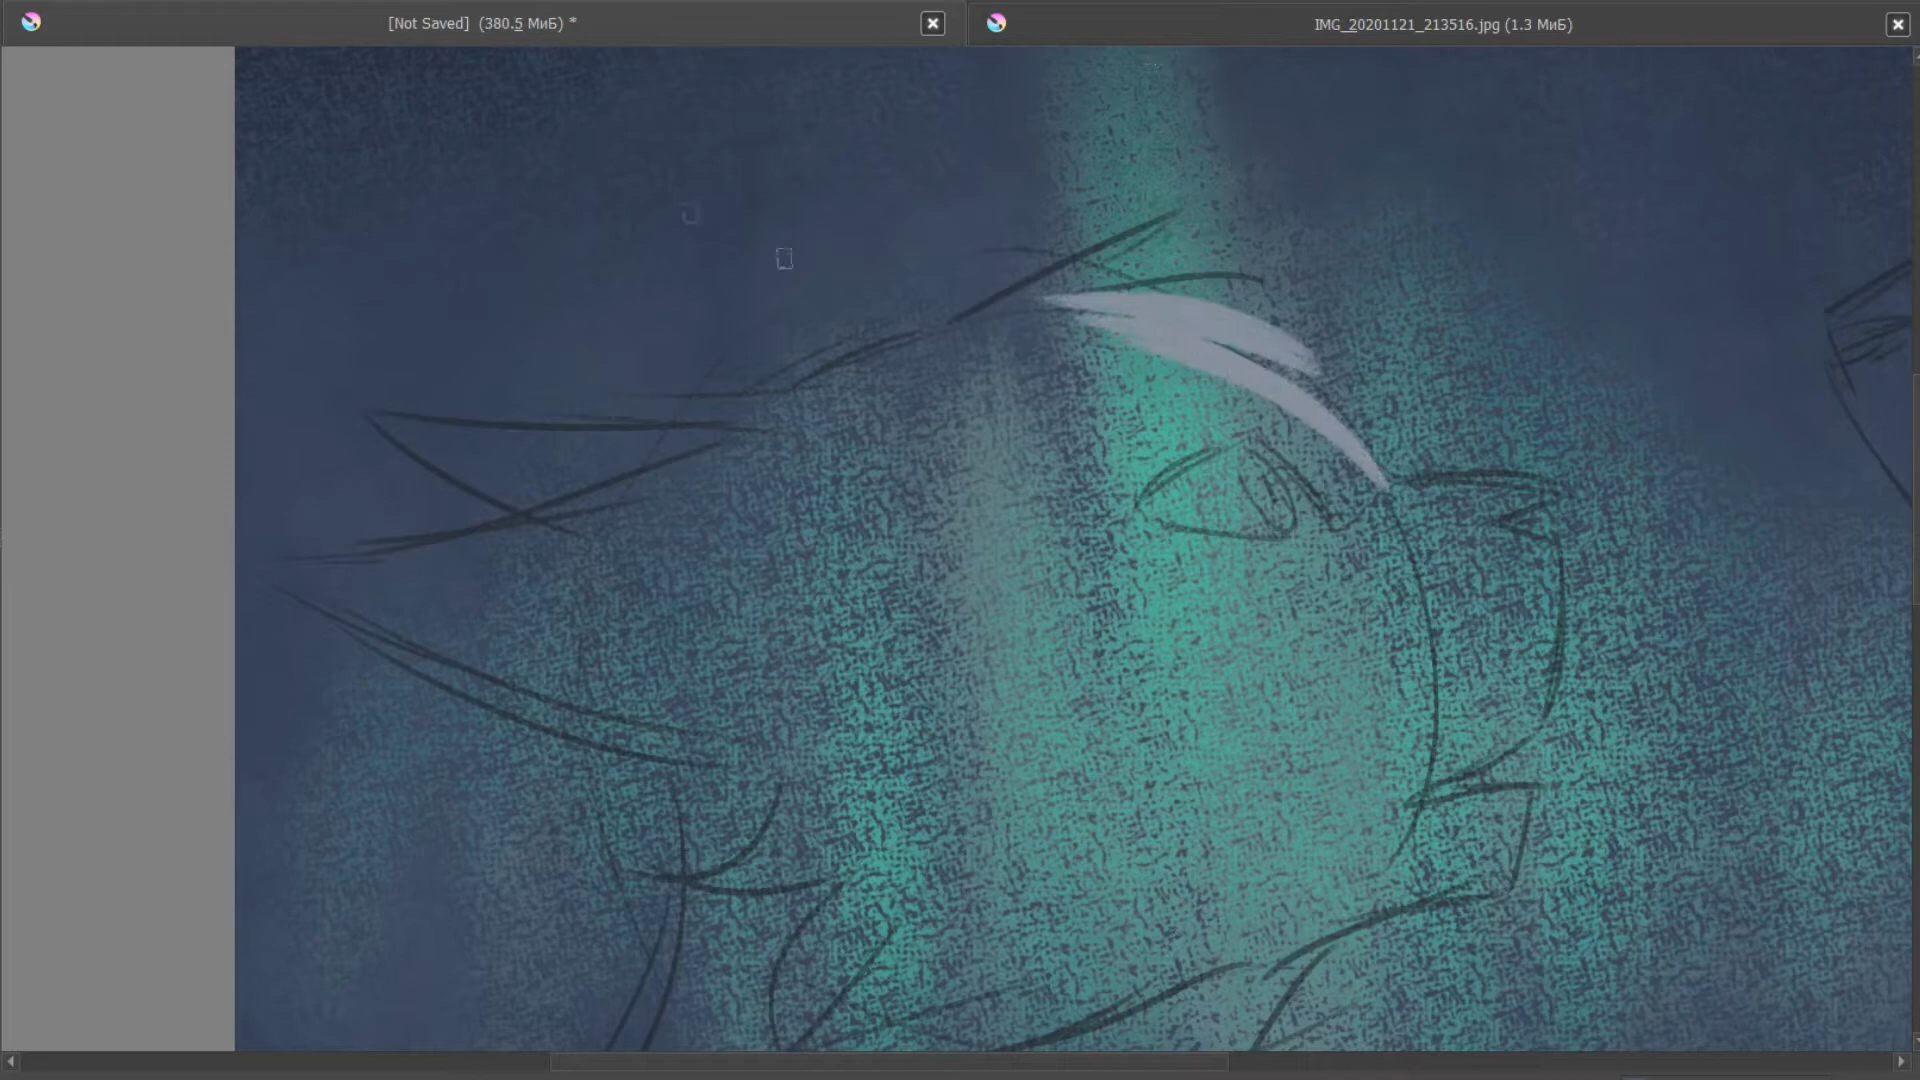 [Not Saved] (380.5 МиБ) *
IMG_20201121_213516.jpg (1.3 МиБ)